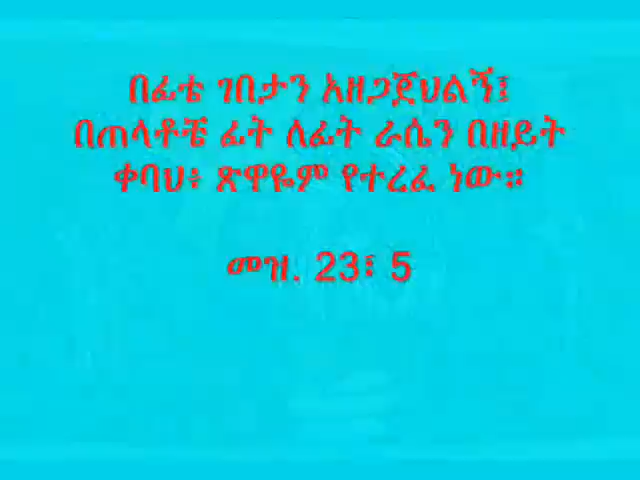 በፊቴ ገበታን አዘጋጀህልኝ፤
በጠላቶቼ ፊት ለፊት ራሴን በዘይት
ቀባህ፥ ጽዋዬም የተረፈ ነው።
መዝ. 23፣ 5